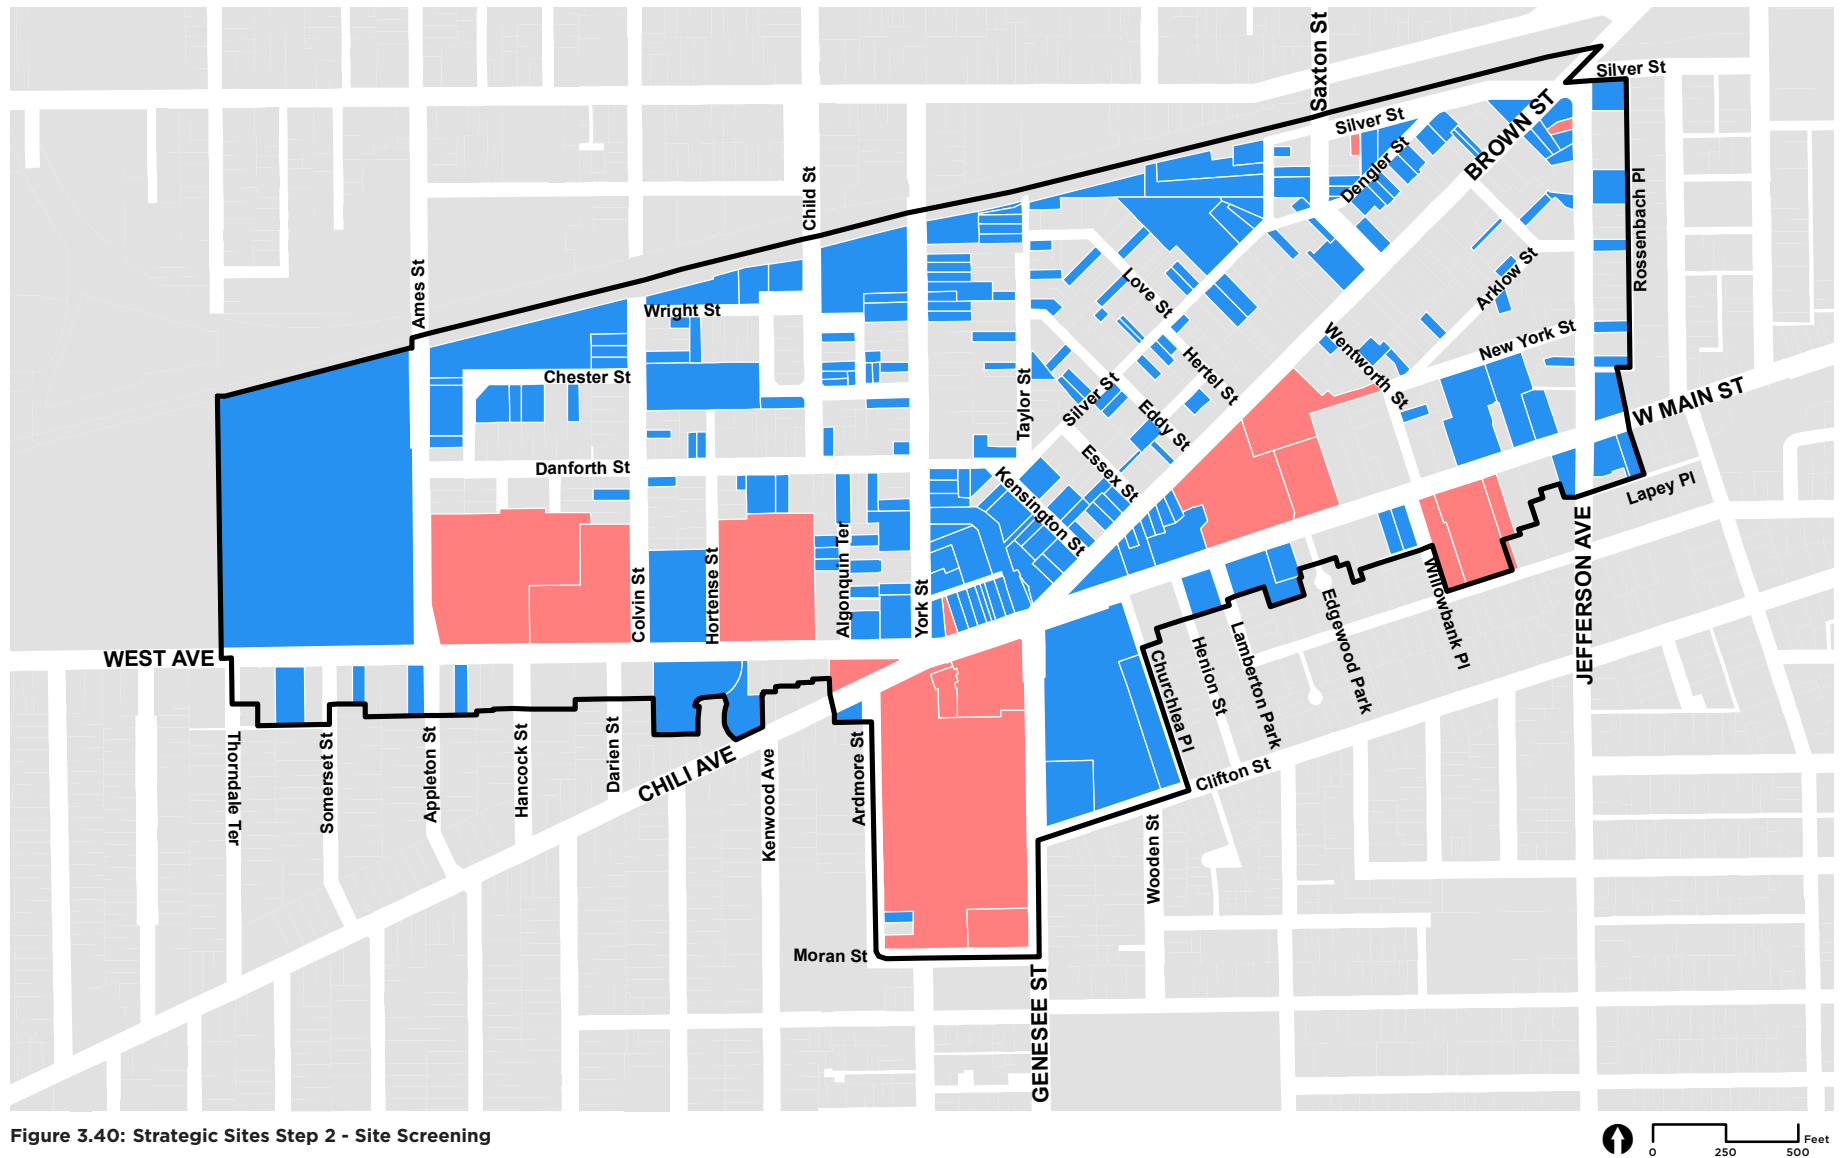 Saxton St
Silver St
Silver St
BROWN ST
Dengler St
Rossenbach Pl
Child St
Ames St
Wright St
Love St
Arklow St
Chester St
Hertel St
Wentworth St
New York St
Taylor St
Silver St
Eddy St
W MAIN ST
Danforth St
Essex St
Kensington St
Lapey Pl
Colvin St
Hortense St
Algonquin Ter
York St
Willowbank Pl
JEFFERSON AVE
WEST AVE
Edgewood Park
Lamberton Park
Henion St
Churchlea Pl
Thorndale Ter
Somerset St
Appleton St
Hancock St
Darien St
CHILI AVE
Kenwood Ave
Ardmore St
Clifton St
Wooden St
Moran St
GENESEE ST
Figure 3.40: Strategic Sites Step 2 - Site Screening
Feet
0 250 500